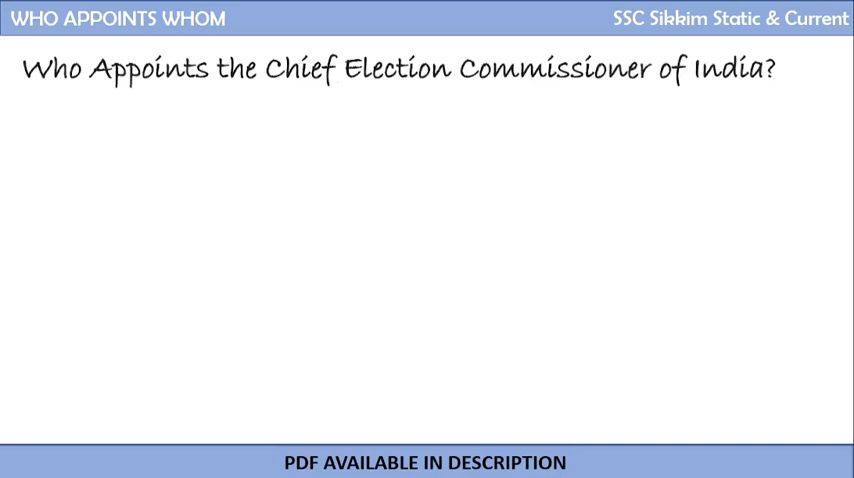 WHO APPOINTS WHOM
SSC Sikkim Static & Current
Who Appoints the Chief Election Commissioner of India?
PDF AVAILABLE IN DESCRIPTION